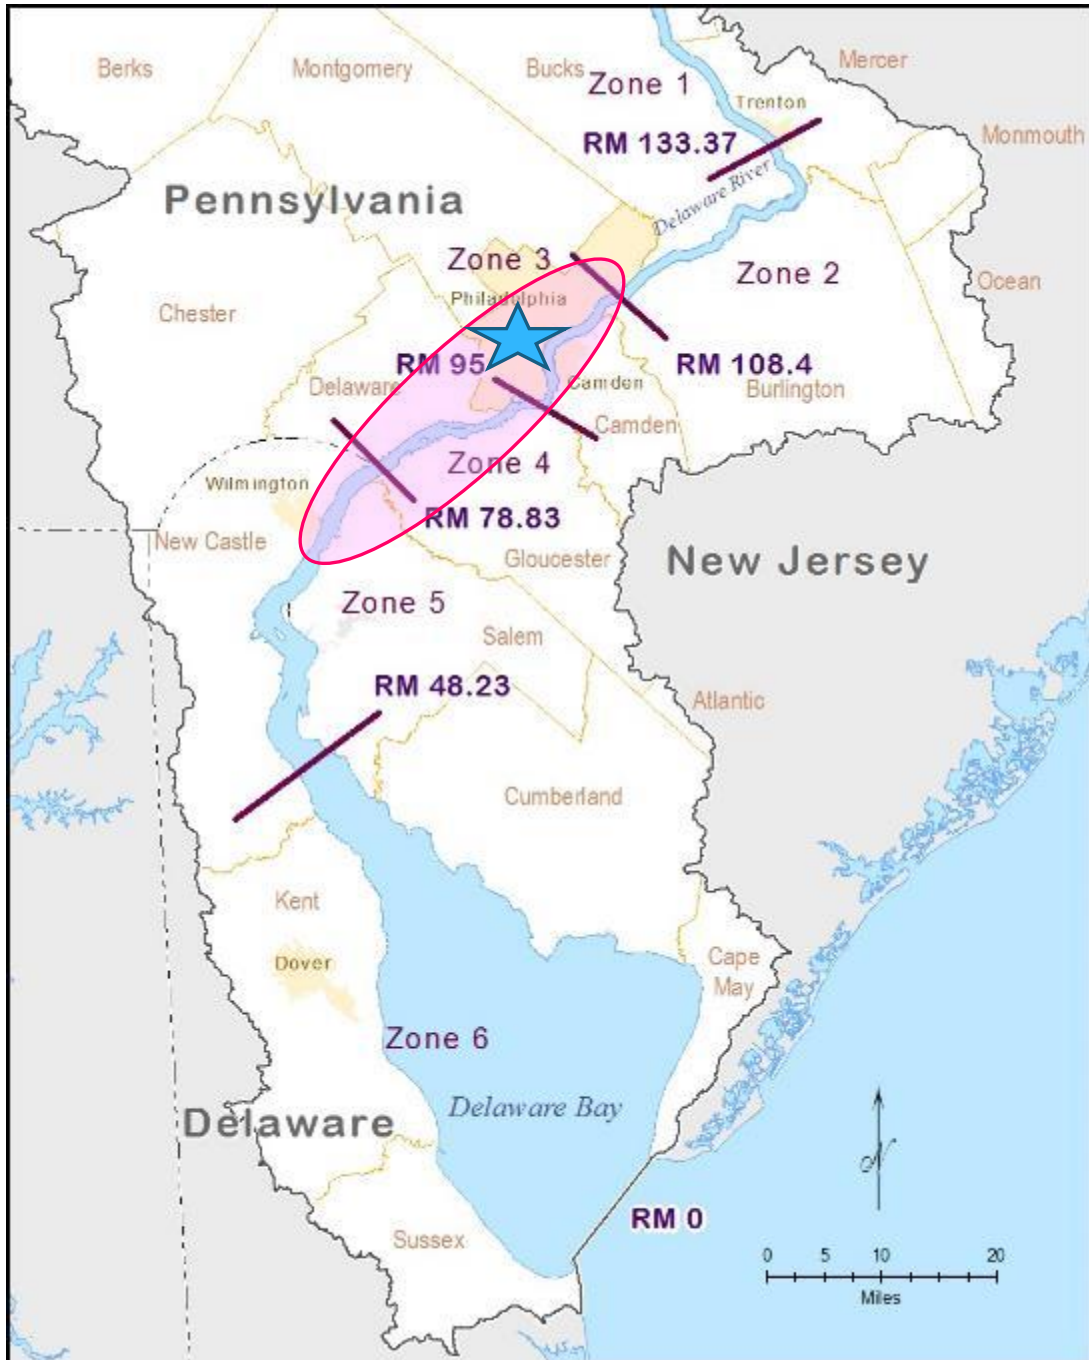 Berks
Montgomery
Bucks
Mercer
Zone 1
Trenton
RM 133.37
Monmouth
Delaware River
Pennsylvania
Zone 3
Zone 2
Ocean
Philadelphia
Chester
RM 95
RM 108.4
Delaware
Camden
Burlington
Camden
Zone 4
Wilmington
RM 78.83
New Castle
Gloucester
New Jersey
Zone 5
Salem
RM 48.23
Atlantic
Cumberland
Kent
Dover
Cape
May
Zone 6
Delaware Bay
Delaware
N
RM 0
Sussex
0 5 10 20
Miles